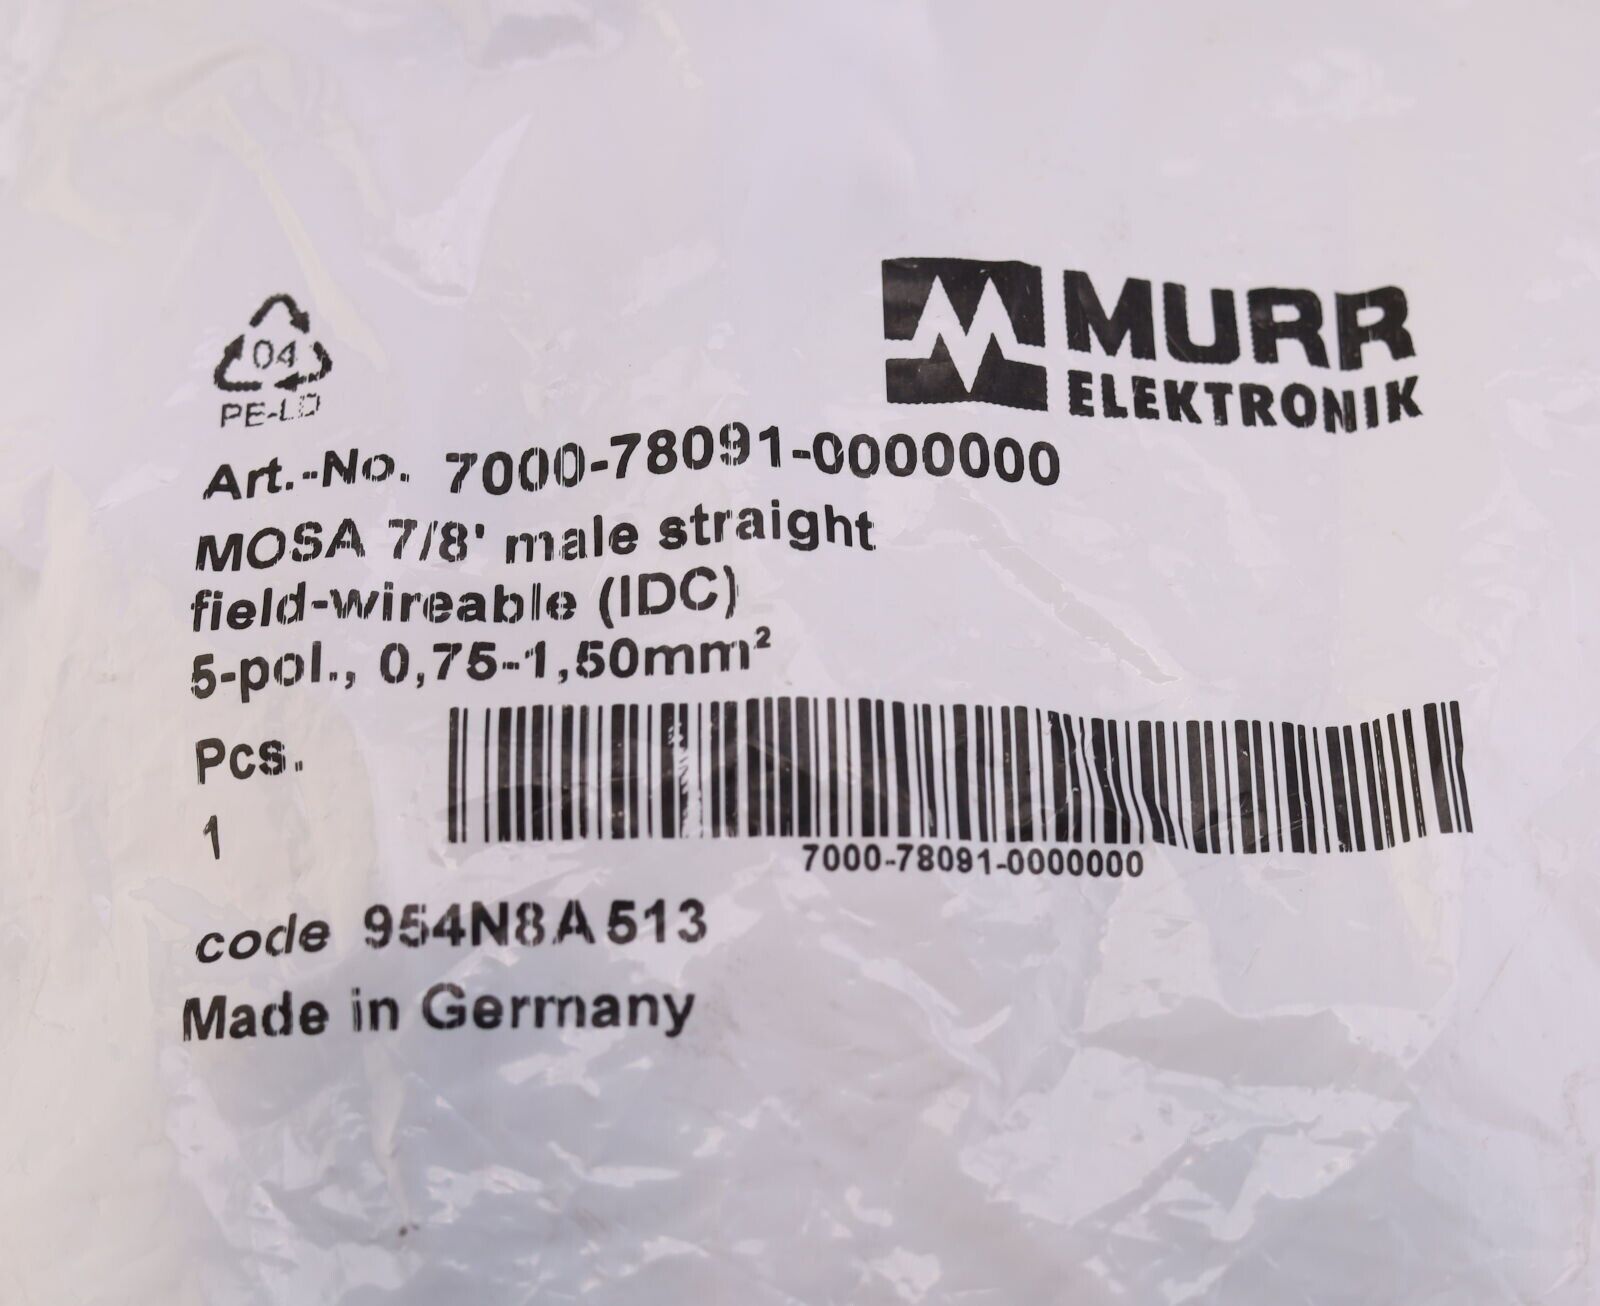 MURR
ELEKTRONIK
04
PE-LD
Art.-No. 7000-78091-0000000
MOSA 7/8' male straight
field-wireable (IDC)
5-pol., 0,75-1,50mm²
Pcs.
1
7000-78091-0000000
code 954N8A513
Made in Germany